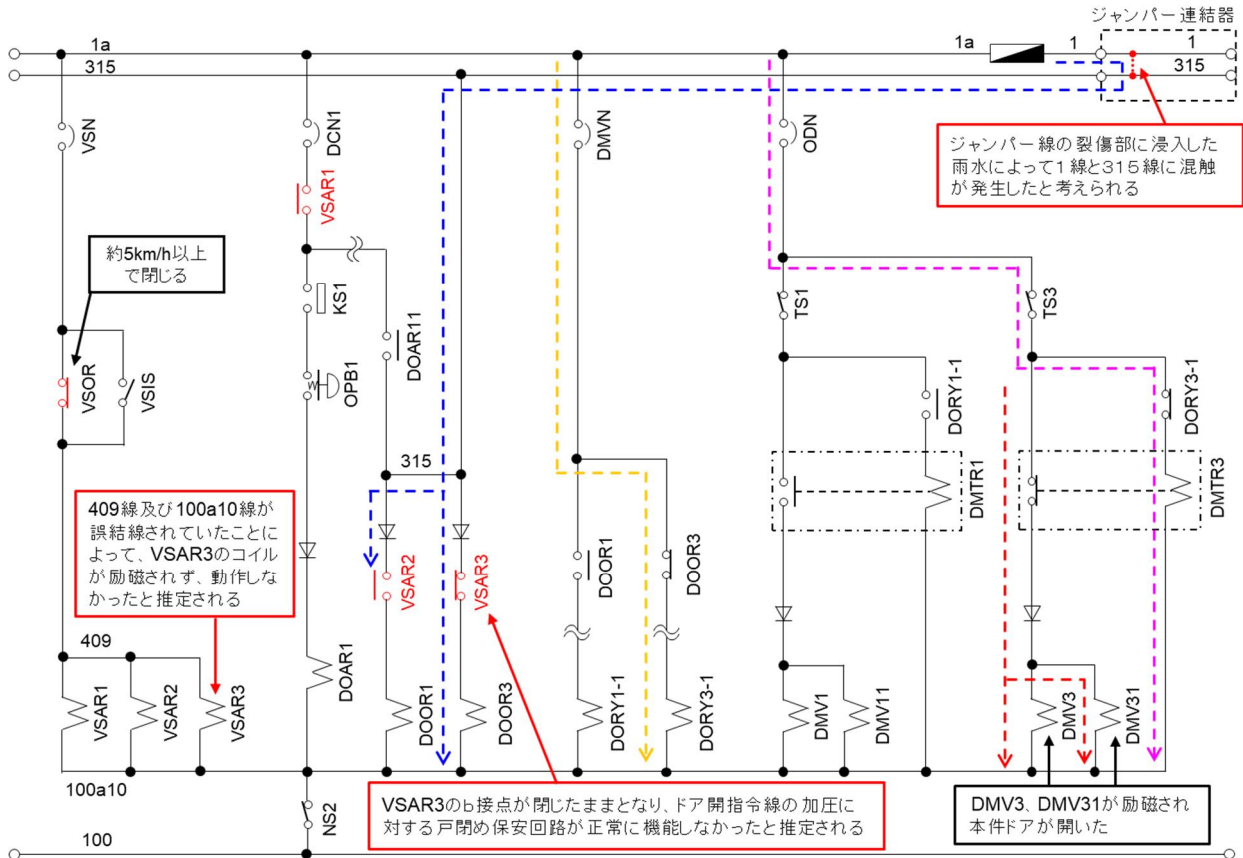 ジャンパー連結器
1a
1a
1
1
315
315
ジャンパー線の裂傷部に浸入した
雨水によって1線と315線に混触
が発生したと考えられる
VSN
DCN1
DMVN
ODN
VSAR1
約5km/h以上
で閉じる
KS1
DOAR11
TS1
TS3
VSOR
VSIS
OPB1
DORY1-1
DORY3-1
315
DMTR1
DMTR3
409線及び100a10線が
誤結線されていたことに
よって、VSAR3のコイル
が励磁されず、動作しな
かったと推定される
VSAR2
VSAR3
DOOR1
DOOR3
409
VSAR1
VSAR2
VSAR3
DOAR1
DOOR1
DOOR3
DORY1-1
DORY3-1
DMV1
DMV11
DMV3
DMV31
100a10
NS2
VSAR3のb接点が閉じたままとなり、ドア開指令線の加圧に
対する戸閉め保安回路が正常に機能しなかったと推定される
DMV3、DMV31が励磁され
本件ドアが開いた
100